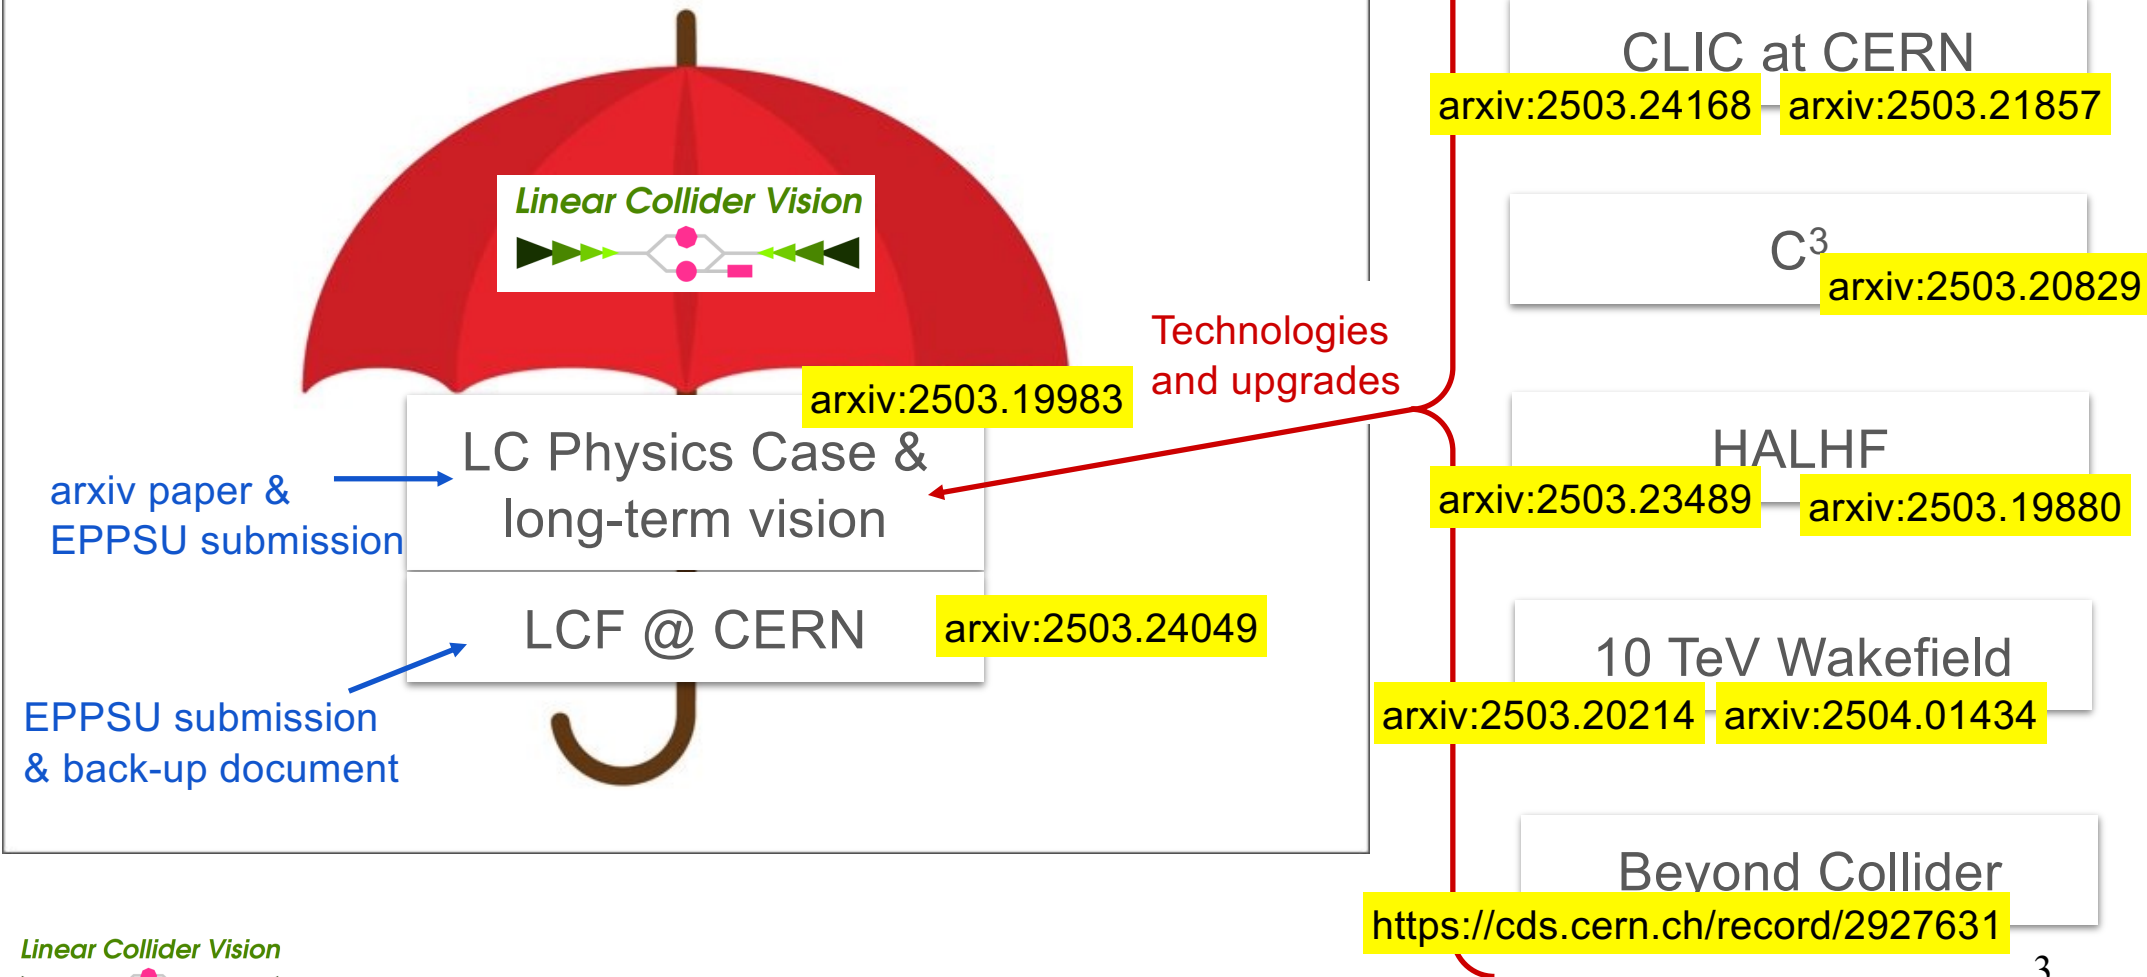 Linear Collider Vision
arxiv:2503.19983
LC Physics Case &
long-term vision
arxiv paper &
EPPSU submission
LCF @ CERN
arxiv:2503.24049
EPPSU submission
& back-up document
Technologies
and upgrades
CLIC at CERN
arxiv:2503.24168 arxiv:2503.21857
C³
arxiv:2503.20829
HALHF
arxiv:2503.23489 arxiv:2503.19880
10 TeV Wakefield
arxiv:2503.20214 arxiv:2504.01434
Beyond Collider
https://cds.cern.ch/record/2927631
Linear Collider Vision
3